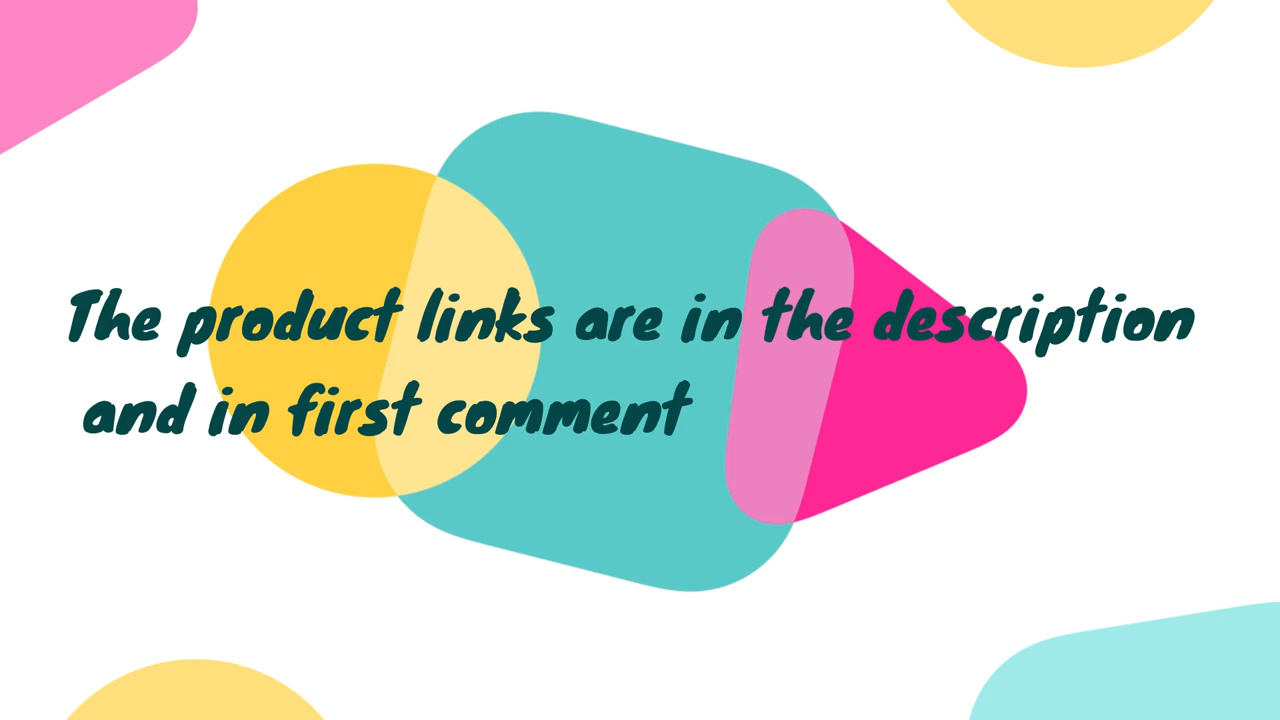 The product links are in the description
and in first comment